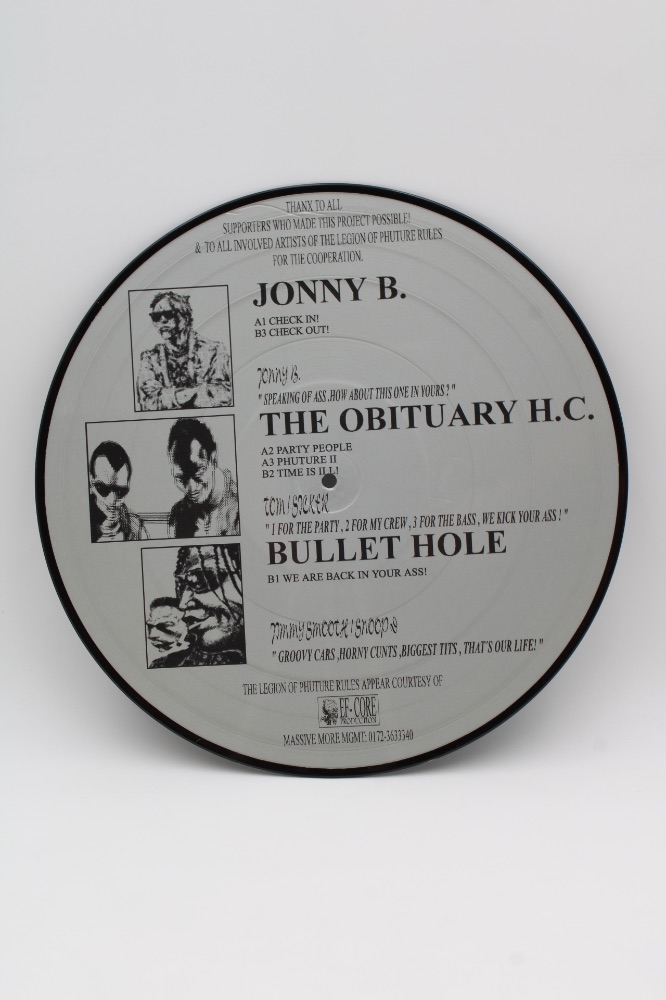 THANX TO ALL
SUPPORTERS WHO MADE THIS PROJECT POSSIBLE!
& TO ALL INVOLVED ARTISTS OF THE LEGION OF PHUTURE RULES
FOR THE COOPERATION.
JONNY B.
A1 CHECK IN!
B3 CHECK OUT!
Jonny B.
" SPEAKING OF ASS ,HOW ABOUT THIS ONE IN YOURS ? "
THE OBITUARY H.C.
A2 PARTY PEOPLE
A3 PHUTURE II
B2 TIME IS ILL!
" 1 FOR THE PARTY , 2 FOR MY CREW , 3 FOR THE BASS , WE KICK YOUR ASS ! "
BULLET HOLE
B1 WE ARE BACK IN YOUR ASS!
" GROOVY CARS ,HORNY CUNTS ,BIGGEST TITS , THAT'S OUR LIFE! "
THE LEGION OF PHUTURE RULES APPEAR COURTESY OF
EF-CORE
PRODUCTION
MASSIVE MORE MGMT: 0172-3633340